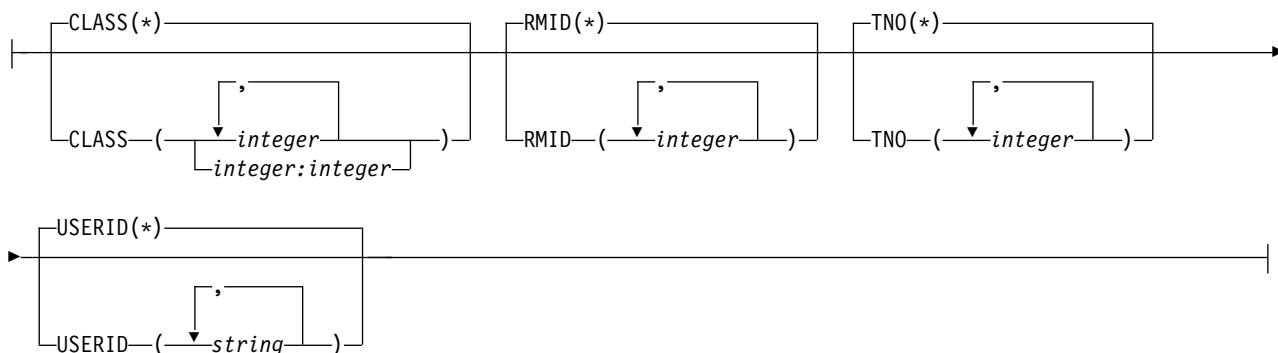 CLASS(*) RMID(*) TNO(*)
, , ,
CLASS ( integer ) RMID ( integer ) TNO ( integer )
integer:integer
USERID(*)
,
USERID ( string )